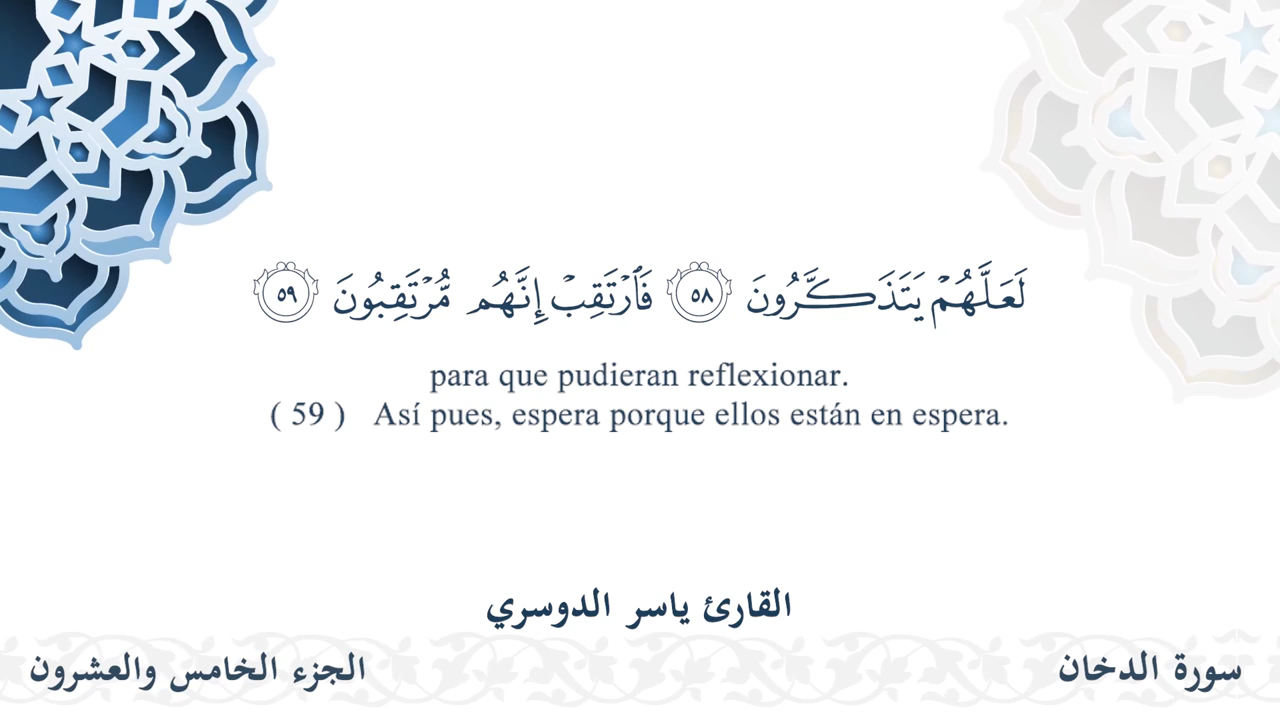 لَعَلَّهُمْ يَتَذَكَّرُونَ ٥٨ فَٱرْتَقِبْ إِنَّهُم مُّرْتَقِبُونَ ٥٩
para que pudieran reflexionar.
( 59 ) Así pues, espera porque ellos están en espera.
القارئ ياسر الدوسري
سورة الدخان
الجزء الخامس والعشرون